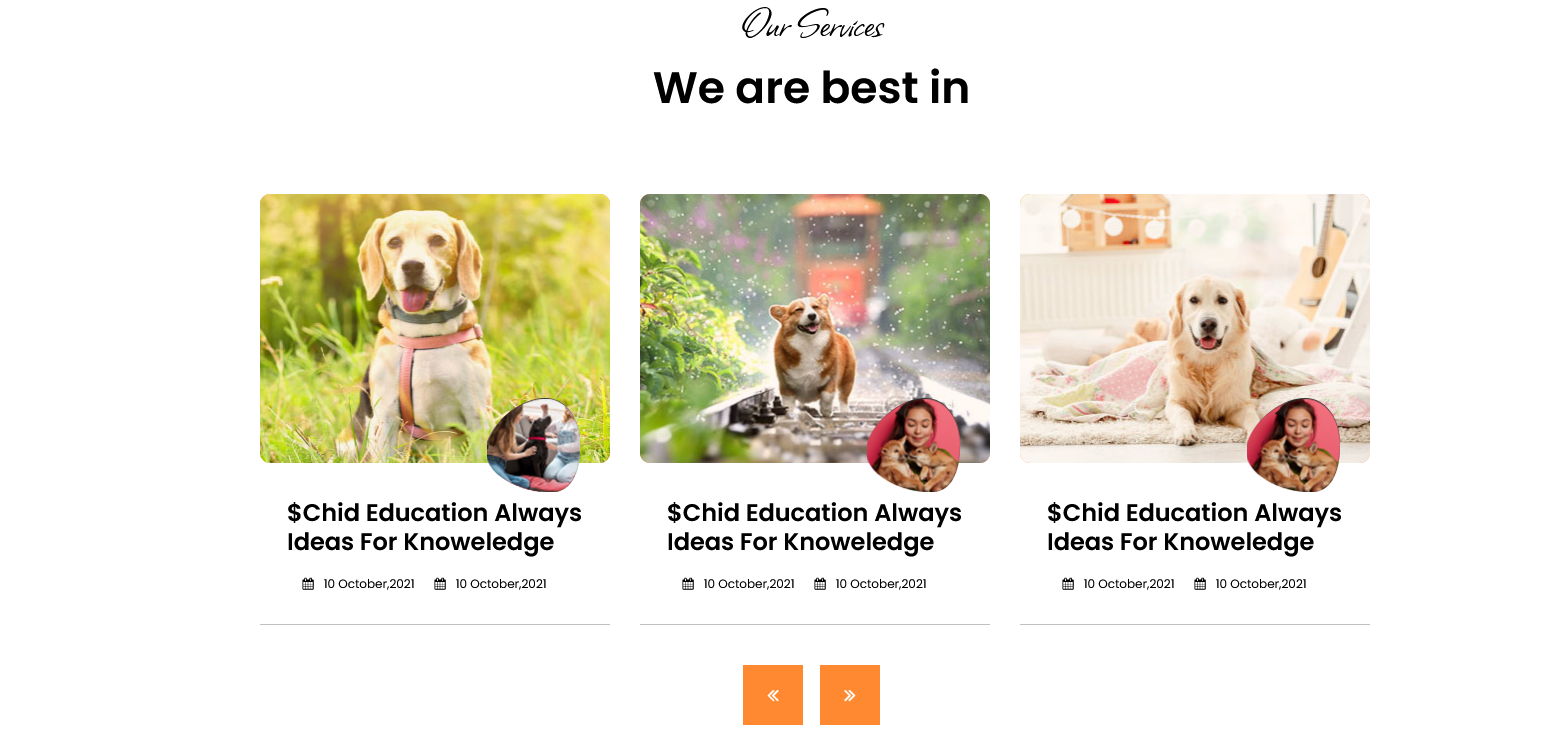 Our Services
We are best in
$Chid Education Always
Ideas For Knoweledge
10 October,2021 10 October,2021
$Chid Education Always
Ideas For Knoweledge
10 October,2021 10 October,2021
$Chid Education Always
Ideas For Knoweledge
10 October,2021 10 October,2021